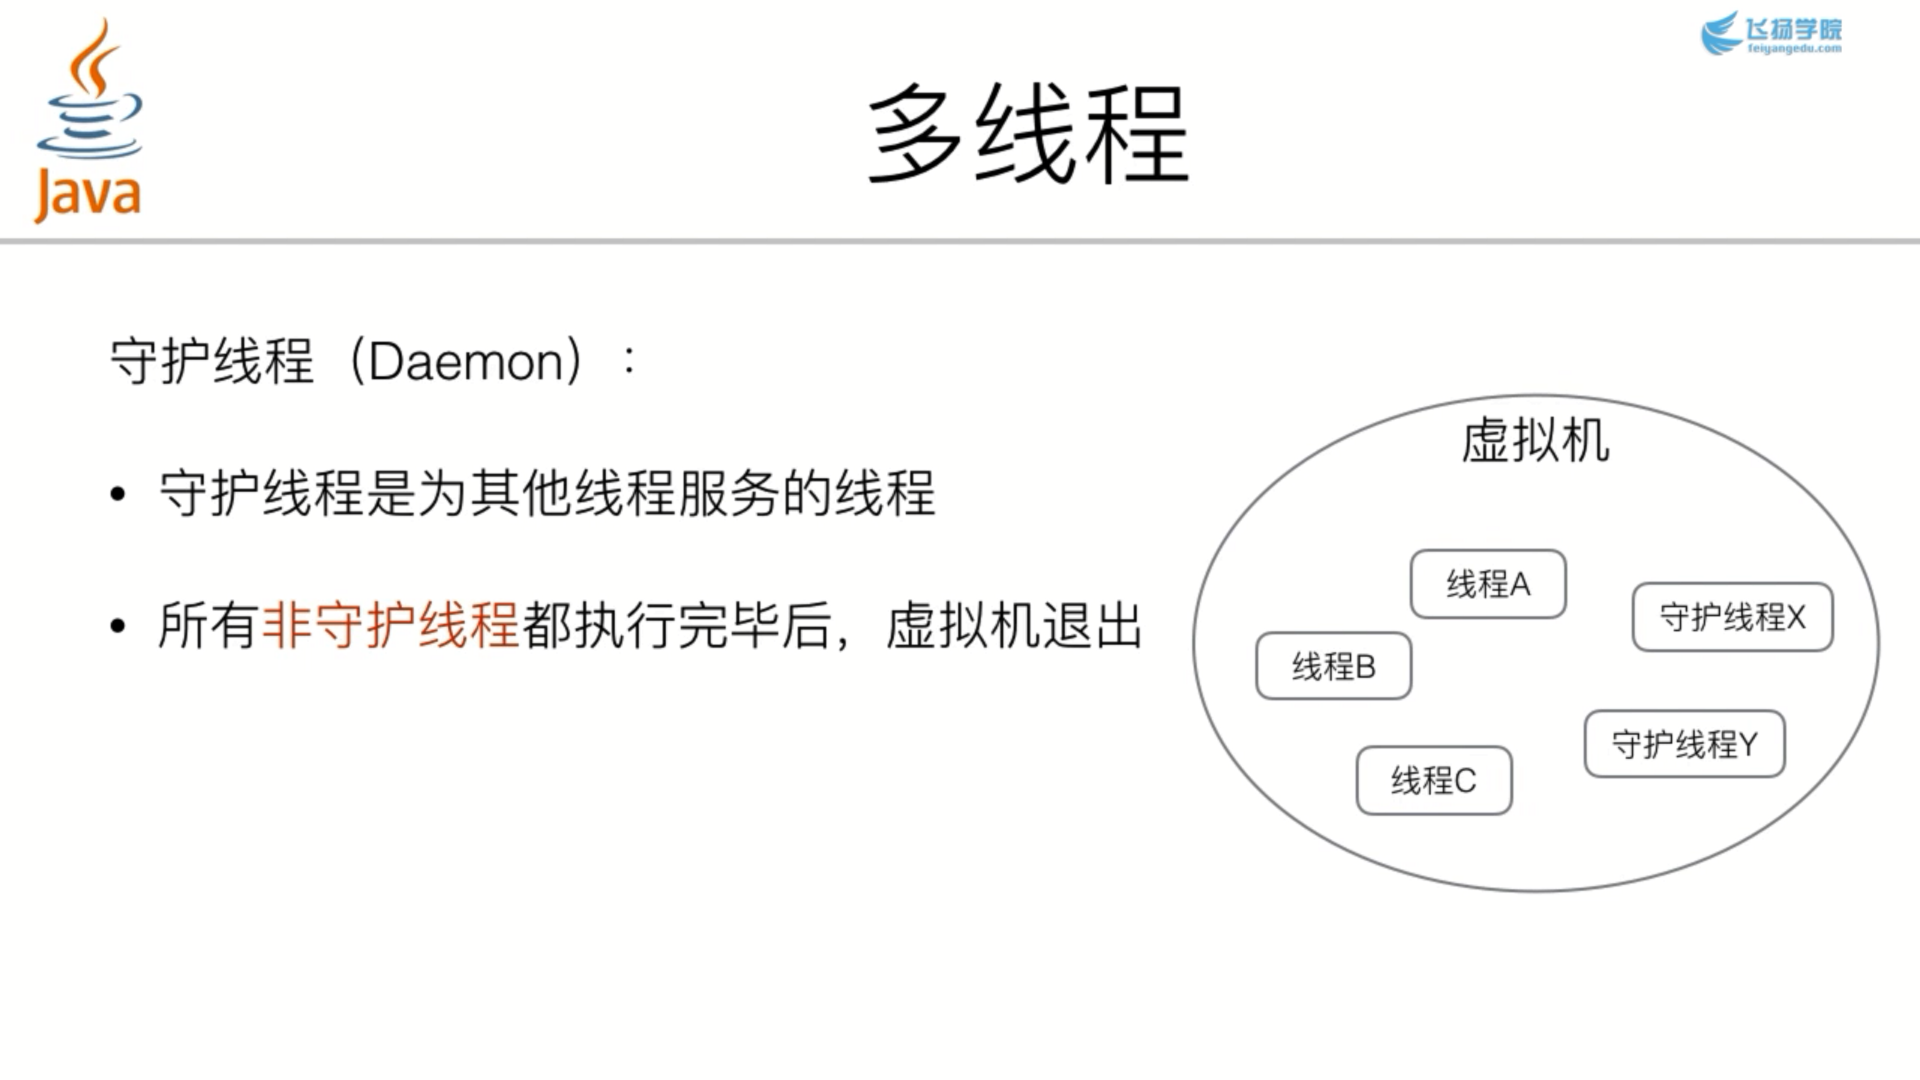 飞扬学院
feiyangedu.com
Java
多线程
守护线程（Daemon）：
• 守护线程是为其他线程服务的线程
• 所有非守护线程都执行完毕后，虚拟机退出
虚拟机
线程A
守护线程X
线程B
守护线程Y
线程C